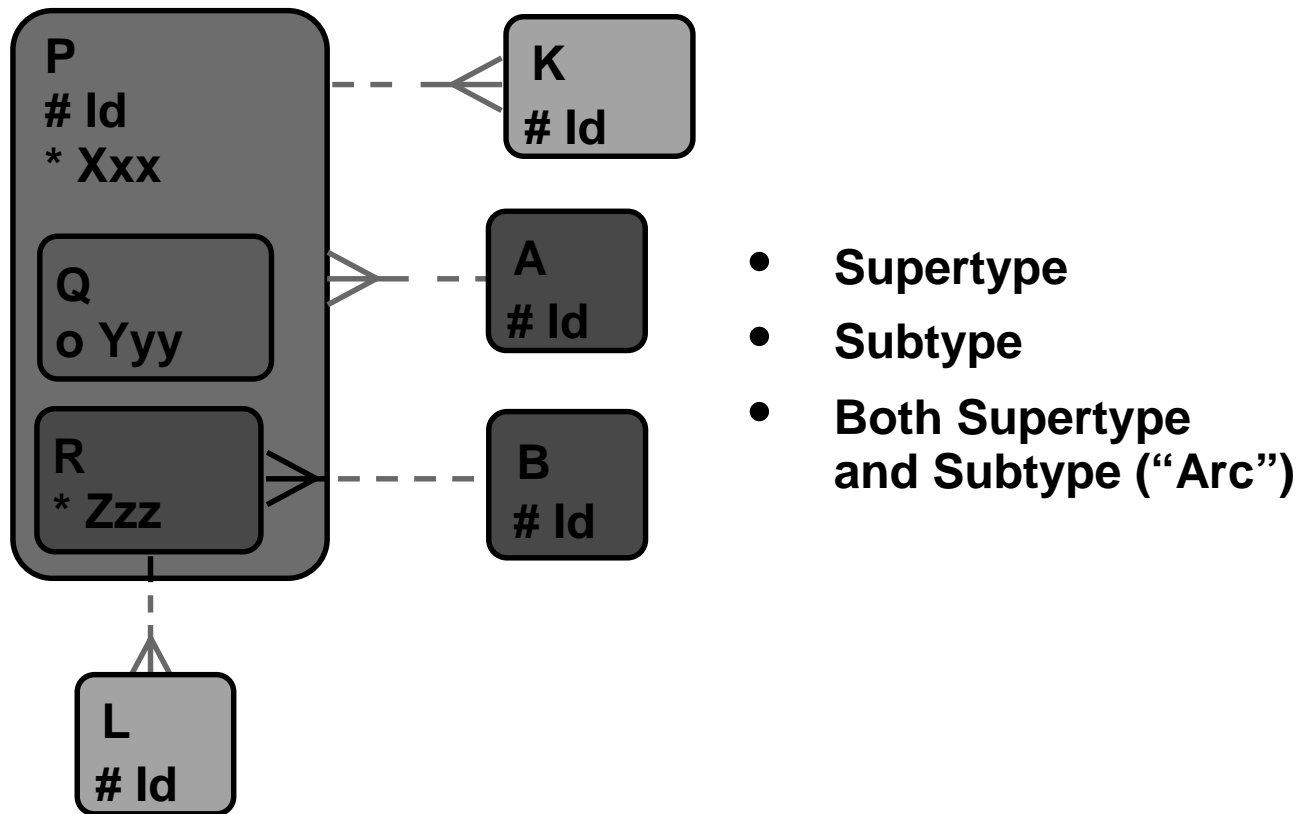 P
# Id
* Xxx
Q
o Yyy
R
* Zzz
K
# Id
A
# Id
B
# Id
L
# Id
• Supertype
• Subtype
• Both Supertype
and Subtype (“Arc”)